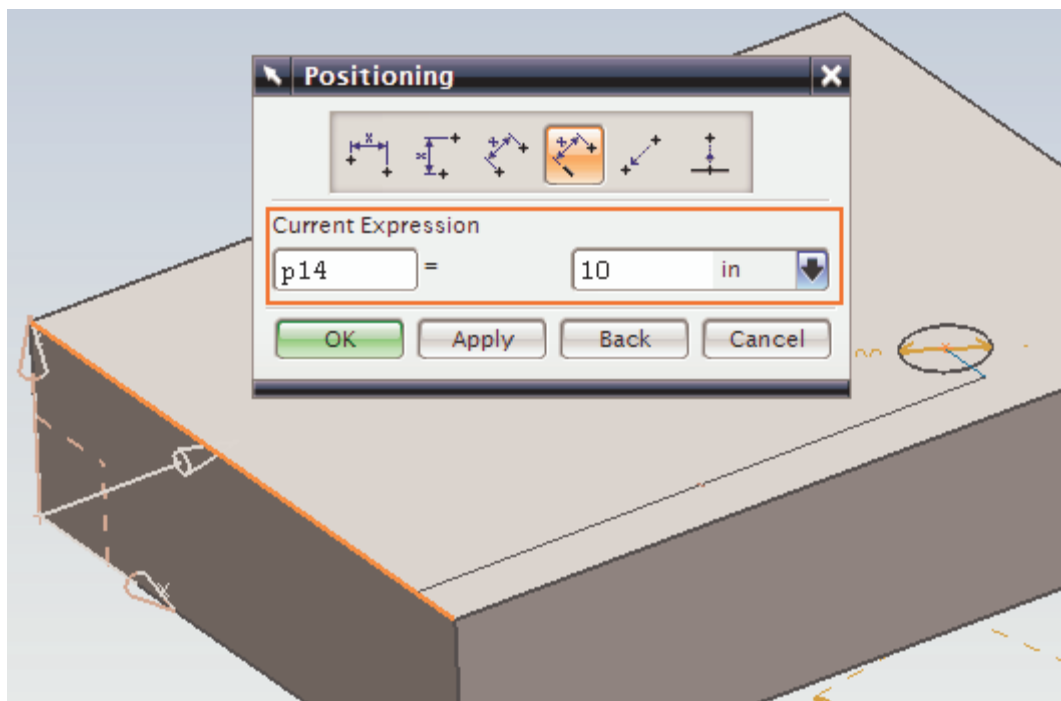 Positioning
Current Expression
p14 = 10 in
OK Apply Back Cancel